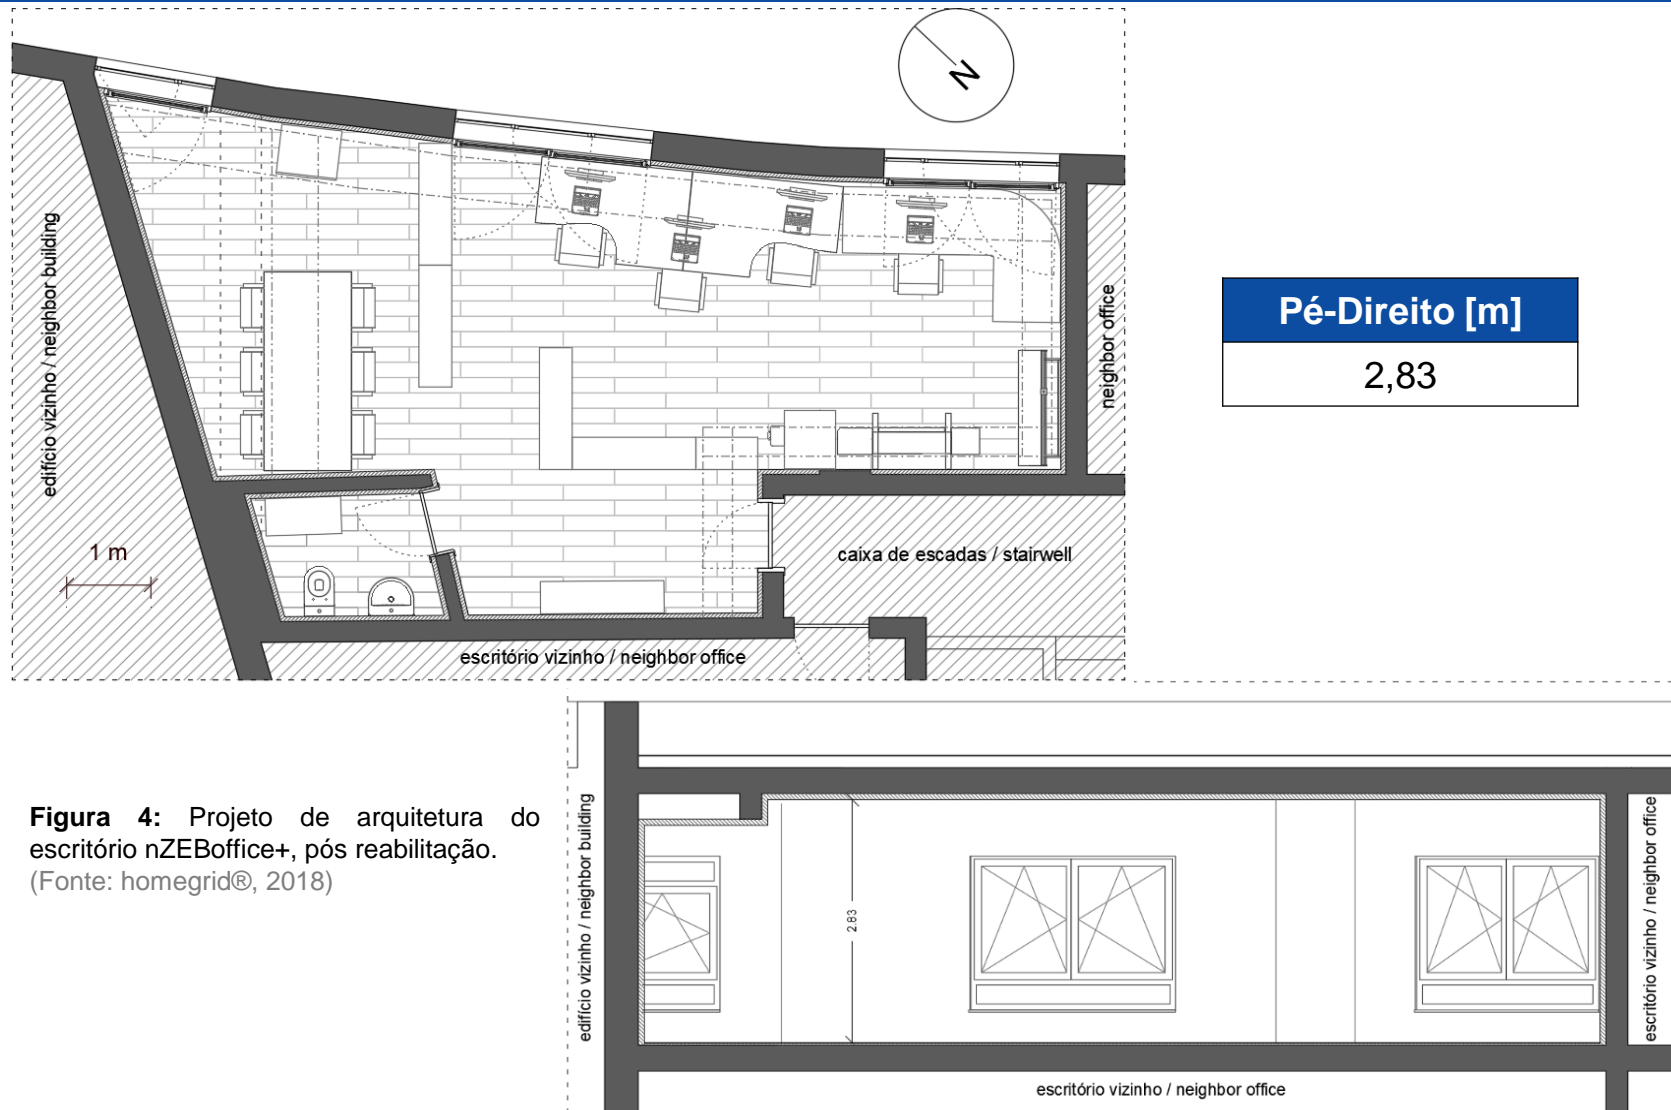 N
edifício vizinho / neighbor building
neighbor office
1 m
caixa de escadas / stairwell
escritório vizinho / neighbor office
Pé-Direito [m]
2,83
Figura 4: Projeto de arquitetura do
escritório nZEBoffice+, pós reabilitação.
(Fonte: homegrid®, 2018)
edifício vizinho / neighbor building
2.83
escritório vizinho / neighbor office
escritório vizinho / neighbor office